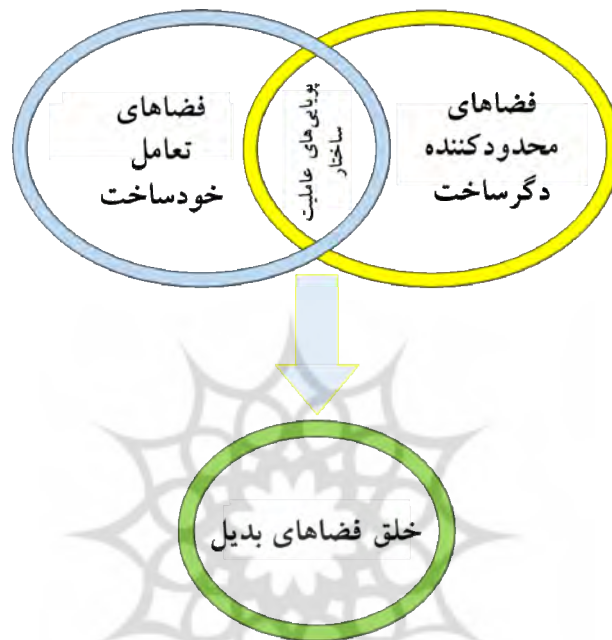 فضاهای
محدودکننده
دگرساخت
پویایی‌های عاملیت
ساختار
فضاهای
تعامل
خودساخت
خلق فضاهای بدیل